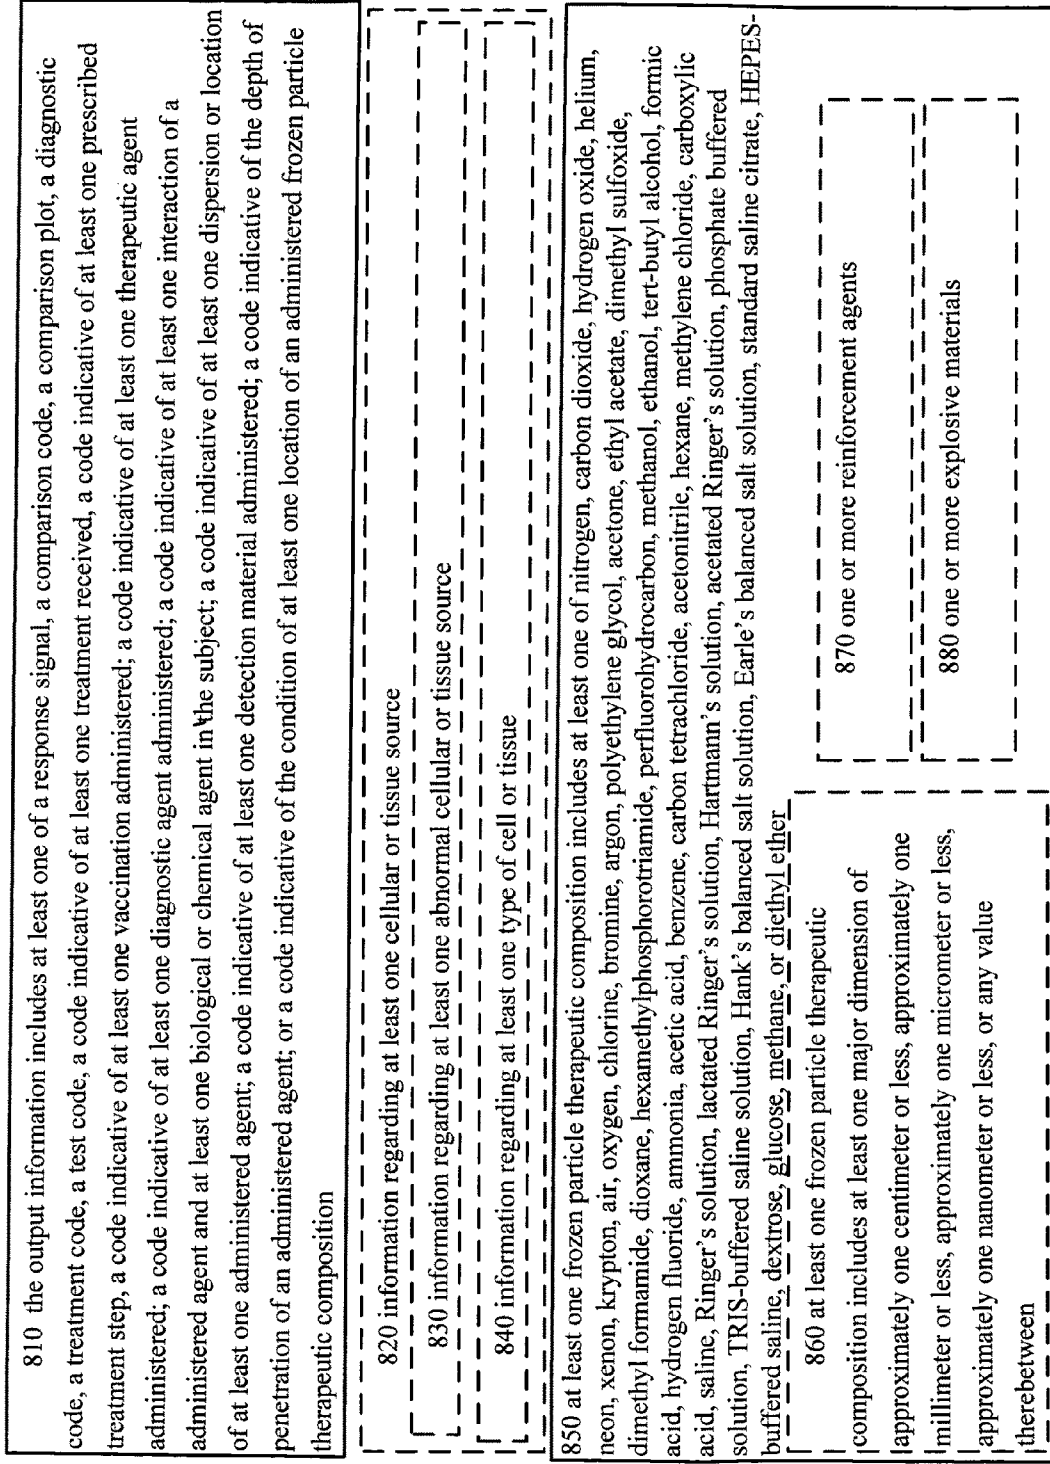 810 the output information includes at least one of a response signal, a comparison code, a comparison plot, a diagnostic
code, a treatment code, a test code, a code indicative of at least one treatment received, a code indicative of at least one prescribed
treatment step, a code indicative of at least one vaccination administered; a code indicative of at least one therapeutic agent
administered; a code indicative of at least one diagnostic agent administered; a code indicative of at least one interaction of a
administered agent and at least one biological or chemical agent in the subject; a code indicative of at least one dispersion or location
of at least one administered agent; a code indicative of at least one detection material administered; a code indicative of the depth of
penetration of an administered agent; or a code indicative of the condition of at least one location of an administered frozen particle
therapeutic composition
820 information regarding at least one cellular or tissue source
830 information regarding at least one abnormal cellular or tissue source
840 information regarding at least one type of cell or tissue
850 at least one frozen particle therapeutic composition includes at least one of nitrogen, carbon dioxide, hydrogen oxide, helium,
neon, xenon, krypton, air, oxygen, chlorine, bromine, argon, polyethylene glycol, acetone, ethyl acetate, dimethyl sulfoxide,
dimethyl formamide, dioxane, hexamethylphosphorotriamide, perfluorohydrocarbon, methanol, ethanol, tert-butyl alcohol, formic
acid, hydrogen fluoride, ammonia, acetic acid, benzene, carbon tetrachloride, acetonitrile, hexane, methylene chloride, carboxylic
acid, saline, Ringer's solution, lactated Ringer's solution, Hartmann's solution, acetated Ringer's solution, phosphate buffered
solution, TRIS-buffered saline solution, Hank's balanced salt solution, Earle's balanced salt solution, standard saline citrate, HEPES-
buffered saline, dextrose, glucose, methane, or diethyl ether
860 at least one frozen particle therapeutic
composition includes at least one major dimension of
approximately one centimeter or less, approximately one
millimeter or less, approximately one micrometer or less,
approximately one nanometer or less, or any value
therebetween
870 one or more reinforcement agents
880 one or more explosive materials